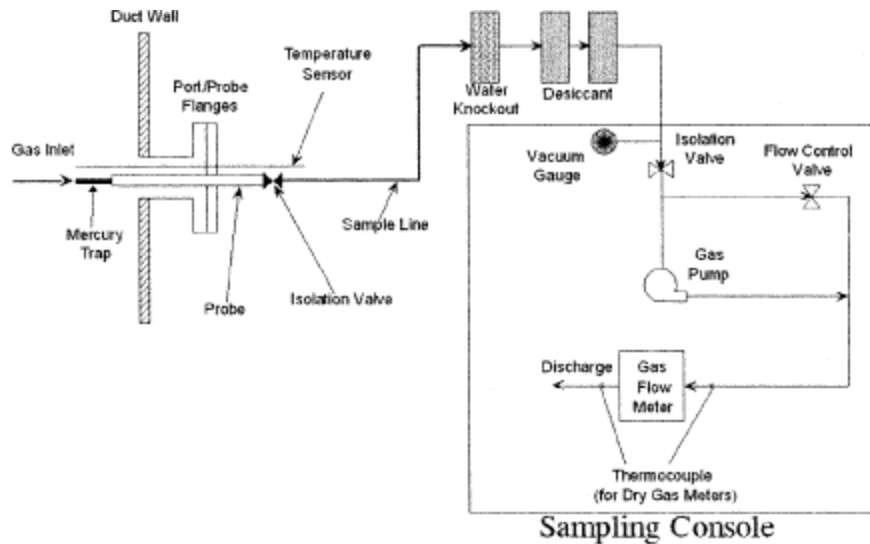 Duct Wall
Temperature
Sensor
Port/Probe
Flanges
Gas Inlet
Mercury
Trap
Probe
Isolation Valve
Sample Line
Water
Knockout
Desiccant
Vacuum
Gauge
Isolation
Valve
Flow Control
Valve
Gas
Pump
Discharge
Gas
Flow
Meter
Thermocouple
(for Dry Gas Meters)
Sampling Console